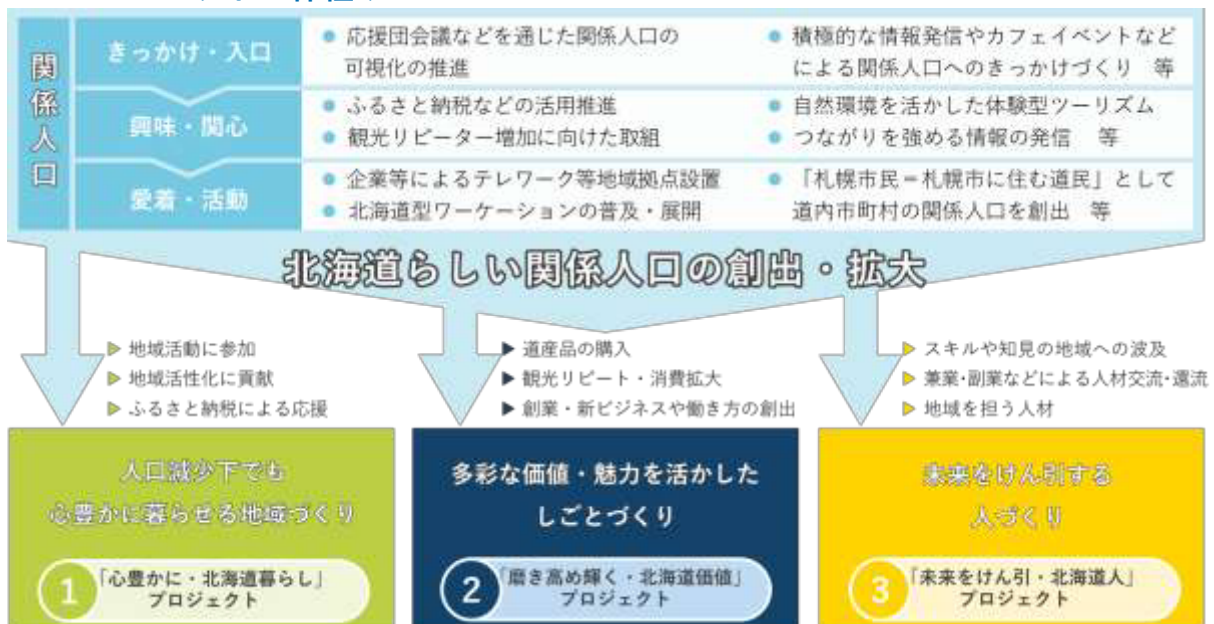 関係人口
きっかけ・入口
● 応援団会議などを通じた関係人口の
可視化の推進
● 積極的な情報発信やカフェイベントなど
による関係人口へのきっかけづくり 等
興味・関心
● ふるさと納税などの活用推進
● 観光リピーター増加に向けた取組
● 自然環境を活かした体験型ツーリズム
● つながりを強める情報の発信 等
愛着・活動
● 企業等によるテレワーク等地域拠点設置
● 北海道型ワーケーションの普及・展開
● 「札幌市民=札幌市に住む道民」として
道内市町村の関係人口を創出 等
北海道らしい関係人口の創出・拡大
▶ 地域活動に参加
▶ 地域活性化に貢献
▶ ふるさと納税による応援
▶ 道産品の購入
▶ 観光リピート・消費拡大
▶ 創業・新ビジネスや働き方の創出
▶ スキルや知見の地域への波及
▶ 兼業・副業などによる人材交流・還流
▶ 地域を担う人材
人口減少下でも
心豊かに暮らせる地域づくり
1
「心豊かに・北海道暮らし」
プロジェクト
多彩な価値・魅力を活かした
しごとづくり
2
「磨き高め輝く・北海道価値」
プロジェクト
未来をけん引する
人づくり
3
「未来をけん引・北海道人」
プロジェクト